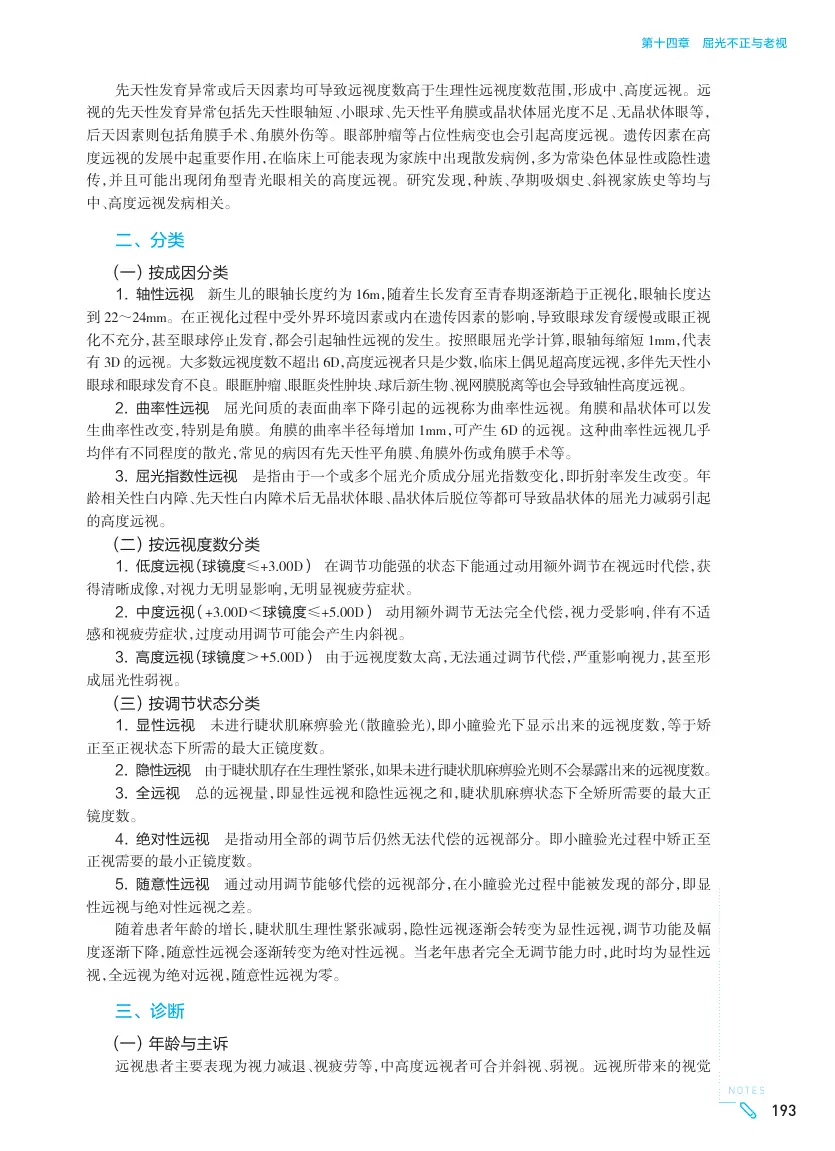 第十四章 屈光不正与老视
先天性发育异常或后天因素均可导致远视度数高于生理性远视度数范围,形成中、高度远视。远
视的先天性发育异常包括先天性眼轴短、小眼球、先天性平角膜或晶状体屈光度不足、无晶状体眼等,
后天因素则包括角膜手术、角膜外伤等。眼部肿瘤等占位性病变也会引起高度远视。遗传因素在高
度远视的发展中起重要作用,在临床上可能表现为家族中出现散发病例,多为常染色体显性或隐性遗
传,并且可能出现闭角型青光眼相关的高度远视。研究发现,种族、孕期吸烟史、斜视家族史等均与
中、高度远视发病相关。
二、分类
(一)按成因分类
1. 轴性远视 新生儿的眼轴长度约为 16m,随着生长发育至青春期逐渐趋于正视化,眼轴长度达
到 22～24mm。在正视化过程中受外界环境因素或内在遗传因素的影响,导致眼球发育缓慢或眼正视
化不充分,甚至眼球停止发育,都会引起轴性远视的发生。按照眼屈光学计算,眼轴每缩短 1mm,代表
有 3D 的远视。大多数远视度数不超出 6D,高度远视者只是少数,临床上偶见超高度远视,多伴先天性小
眼球和眼球发育不良。眼眶肿瘤、眼眶炎性肿块、球后新生物、视网膜脱离等也会导致轴性高度远视。
2. 曲率性远视 屈光间质的表面曲率下降引起的远视称为曲率性远视。角膜和晶状体可以发
生曲率性改变,特别是角膜。角膜的曲率半径每增加 1mm,可产生 6D 的远视。这种曲率性远视几乎
均伴有不同程度的散光,常见的病因有先天性平角膜、角膜外伤或角膜手术等。
3. 屈光指数性远视 是指由于一个或多个屈光介质成分屈光指数变化,即折射率发生改变。年
龄相关性白内障、先天性白内障术后无晶状体眼、晶状体后脱位等都可导致晶状体的屈光力减弱引起
的高度远视。
(二)按远视度数分类
1. 低度远视(球镜度≤+3.00D) 在调节功能强的状态下能通过动用额外调节在视远时代偿,获
得清晰成像,对视力无明显影响,无明显视疲劳症状。
2. 中度远视(+3.00D＜球镜度≤+5.00D) 动用额外调节无法完全代偿,视力受影响,伴有不适
感和视疲劳症状,过度动用调节可能会产生内斜视。
3. 高度远视(球镜度＞+5.00D) 由于远视度数太高,无法通过调节代偿,严重影响视力,甚至形
成屈光性弱视。
(三)按调节状态分类
1. 显性远视 未进行睫状肌麻痹验光(散瞳验光),即小瞳验光下显示出来的远视度数,等于矫
正至正视状态下所需的最大正镜度数。
2. 隐性远视 由于睫状肌存在生理性紧张,如果未进行睫状肌麻痹验光则不会暴露出来的远视度数。
3. 全远视 总的远视量,即显性远视和隐性远视之和,睫状肌麻痹状态下全矫所需要的最大正
镜度数。
4. 绝对性远视 是指动用全部的调节后仍然无法代偿的远视部分。即小瞳验光过程中矫正至
正视需要的最小正镜度数。
5. 随意性远视 通过动用调节能够代偿的远视部分,在小瞳验光过程中能被发现的部分,即显
性远视与绝对性远视之差。
随着患者年龄的增长,睫状肌生理性紧张减弱,隐性远视逐渐会转变为显性远视,调节功能及幅
度逐渐下降,随意性远视会逐渐转变为绝对性远视。当老年患者完全无调节能力时,此时均为显性远
视,全远视为绝对远视,随意性远视为零。
三、诊断
(一)年龄与主诉
远视患者主要表现为视力减退、视疲劳等,中高度远视者可合并斜视、弱视。远视所带来的视觉
NOTES
193